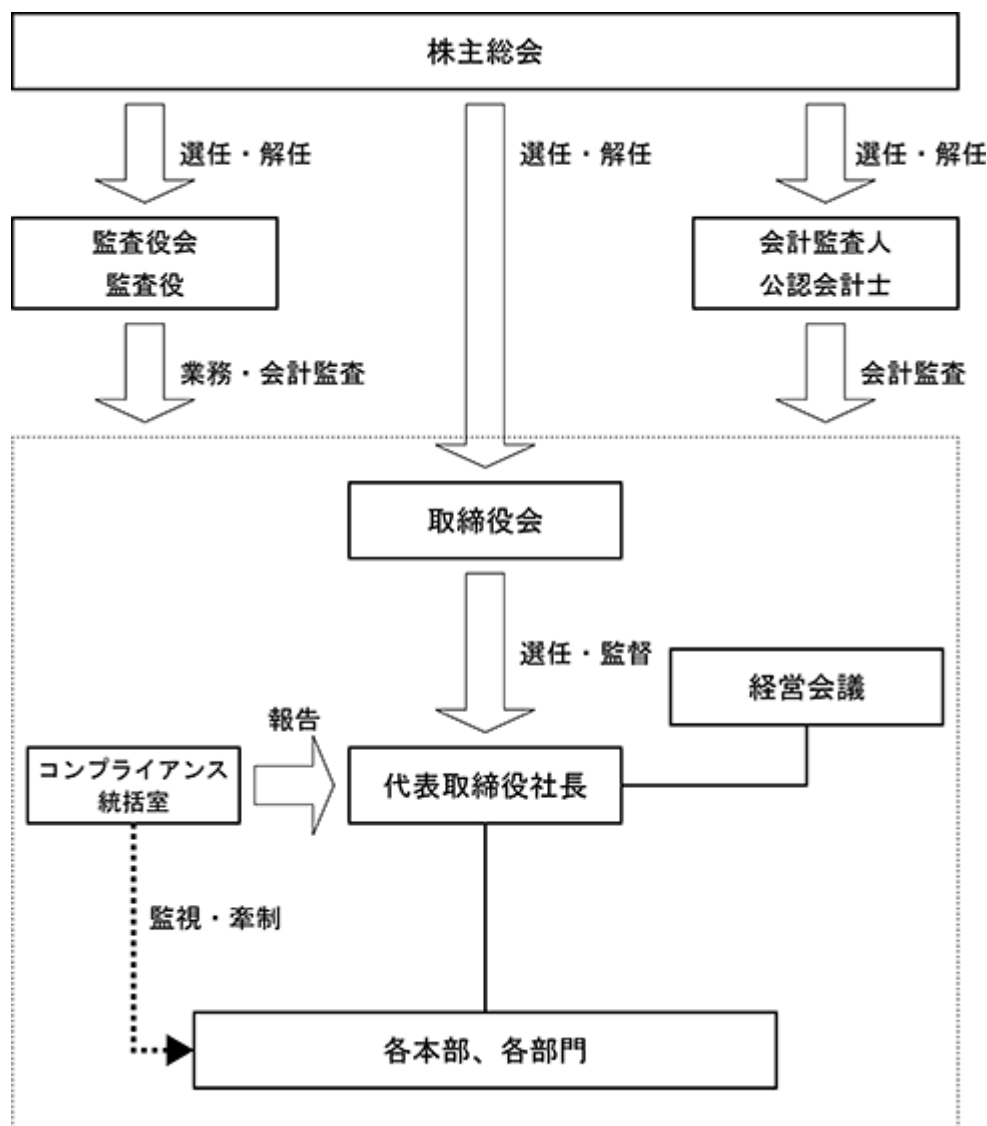 株主総会
選任・解任
選任・解任
選任・解任
監査役会
監査役
会計監査人
公認会計士
業務・会計監査
会計監査
取締役会
選任・監督
経営会議
報告
コンプライアンス
統括室
代表取締役社長
監視・牽制
各本部、各部門